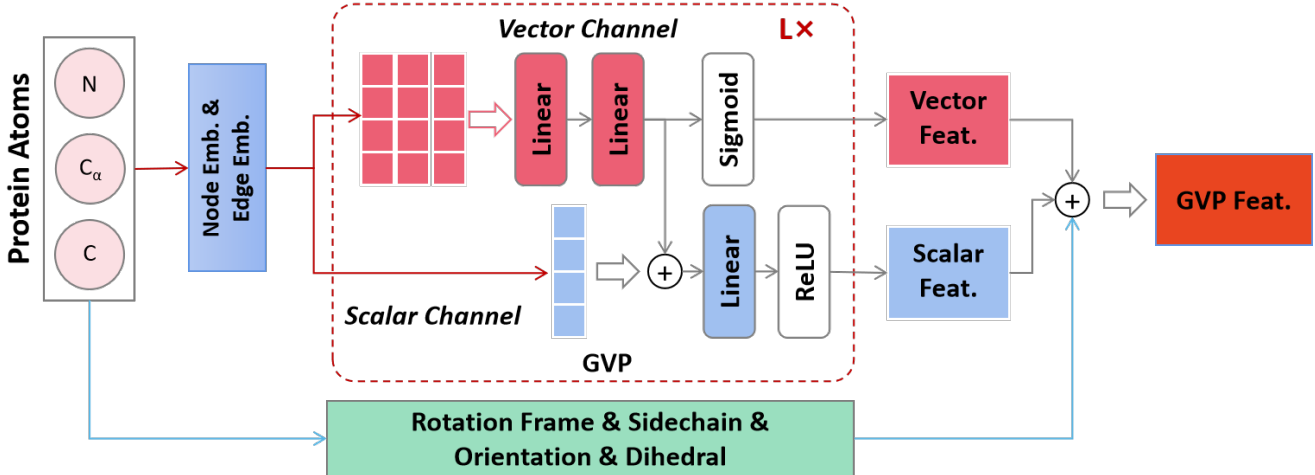 Protein Atoms
N
Cα
C
Node Emb. &
Edge Emb.
Vector Channel
L×
Linear
Linear
Sigmoid
Scalar Channel
+
Linear
ReLU
GVP
Vector
Feat.
Scalar
Feat.
+
GVP Feat.
Rotation Frame & Sidechain &
Orientation & Dihedral